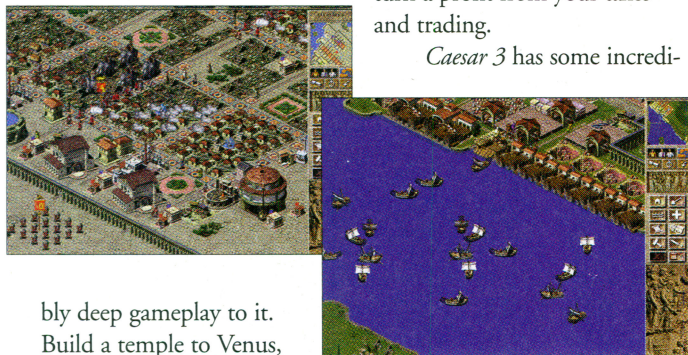 and trading.
Caesar 3 has some incredi-
bly deep gameplay to it.
Build a temple to Venus,